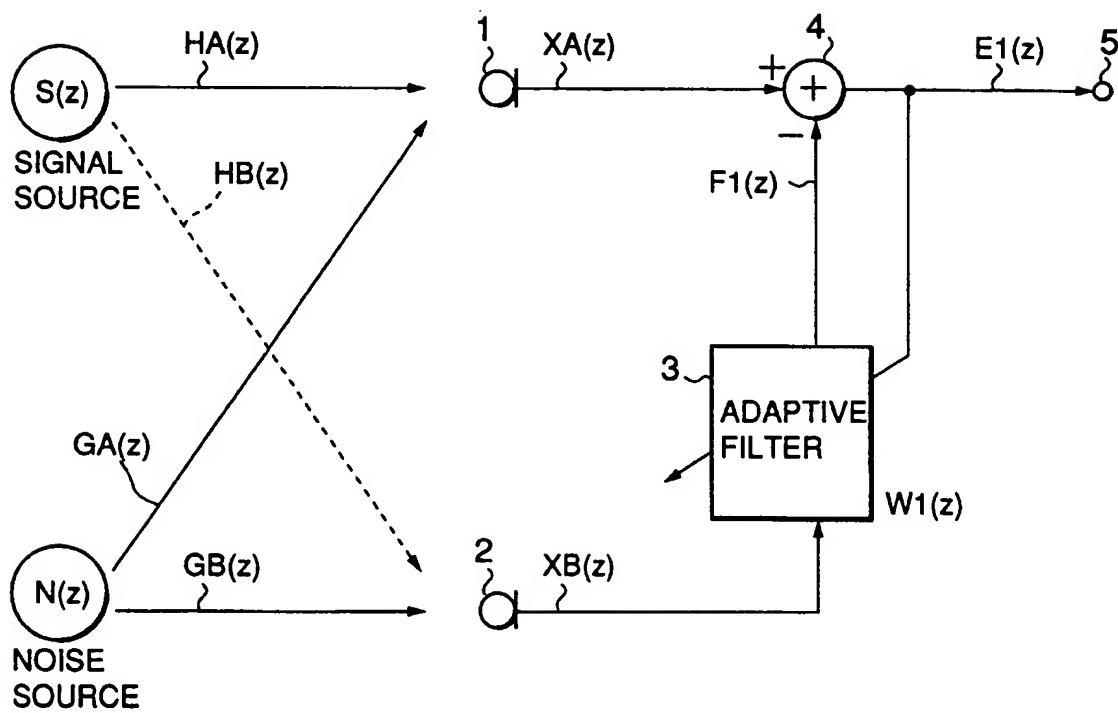 HA(z)
1
XA(z)
4
E1(z)
5
S(z)
+
+
SIGNAL
SOURCE
HB(z)
−
F1(z)
3
ADAPTIVE
FILTER
GA(z)
W1(z)
N(z)
GB(z)
2
XB(z)
NOISE
SOURCE